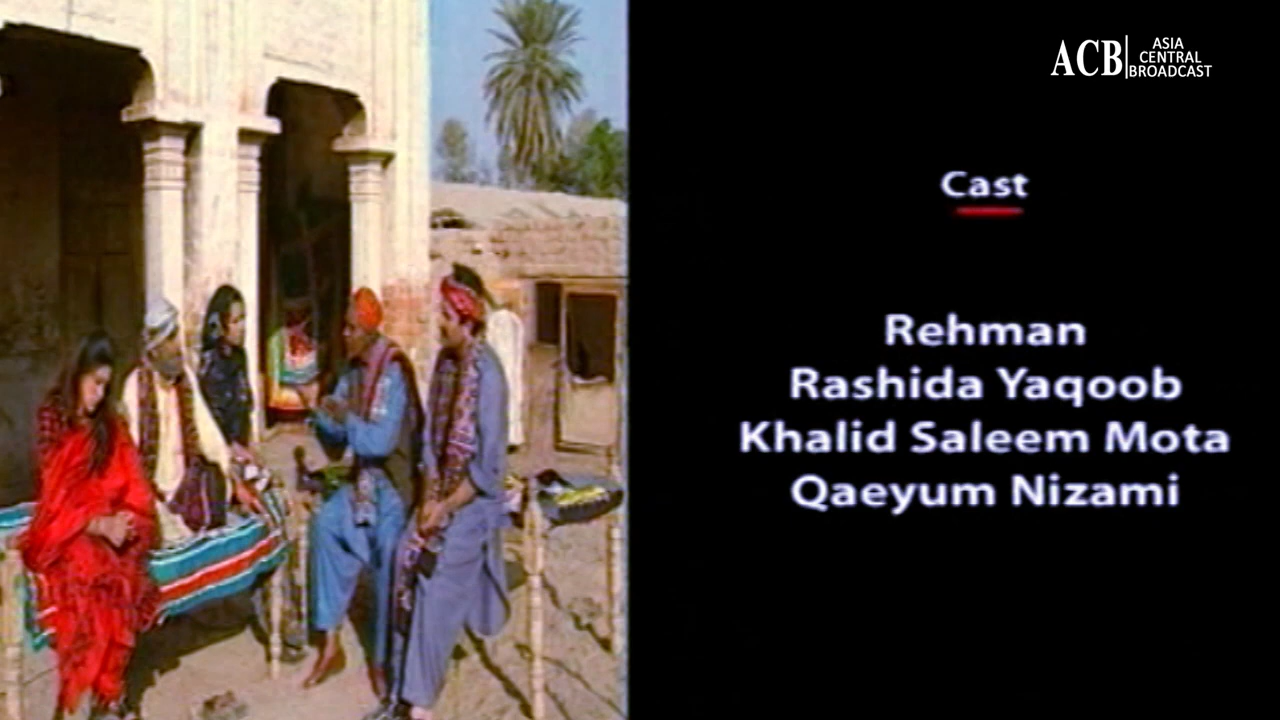 ACB
ASIA
CENTRAL
BROADCAST
Cast
Rehman
Rashida Yaqoob
Khalid Saleem Mota
Qaeyum Nizami